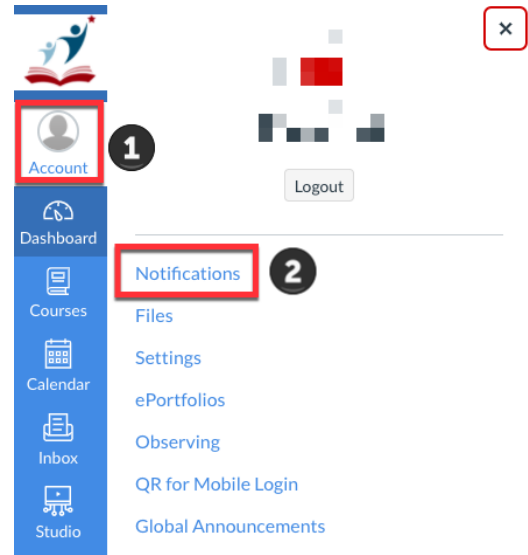 ×
Account
1
Logout
Dashboard
Notifications
2
Courses
Files
Settings
Calendar
ePortfolios
Observing
Inbox
QR for Mobile Login
Studio
Global Announcements